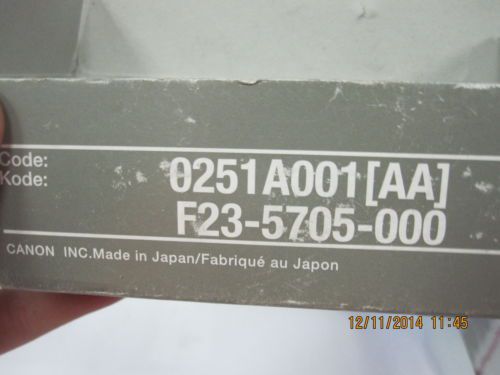 Code:
Kode:
0251A001[AA]
F23-5705-000
CANON INC.Made in Japan/Fabriqué au Japon
12/11/2014 11:45